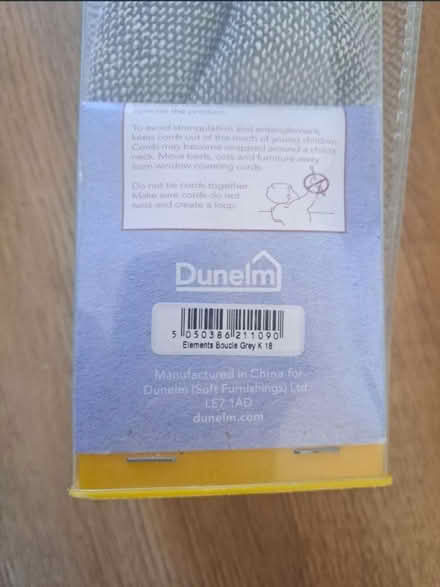 To avoid strangulation and entanglement,
keep cords out of the reach of young children.
Cords may become wrapped around a child's
neck. Move beds, cots and furniture away
from window covering cords.
Do not tie cords together.
Make sure cords do not
twist and create a loop.
Dunelm
5 050386 211090
Elements Boucle Grey K 18
Manufactured in China for
Dunelm (Soft Furnishings) Ltd
LE7 1AD
dunelm.com